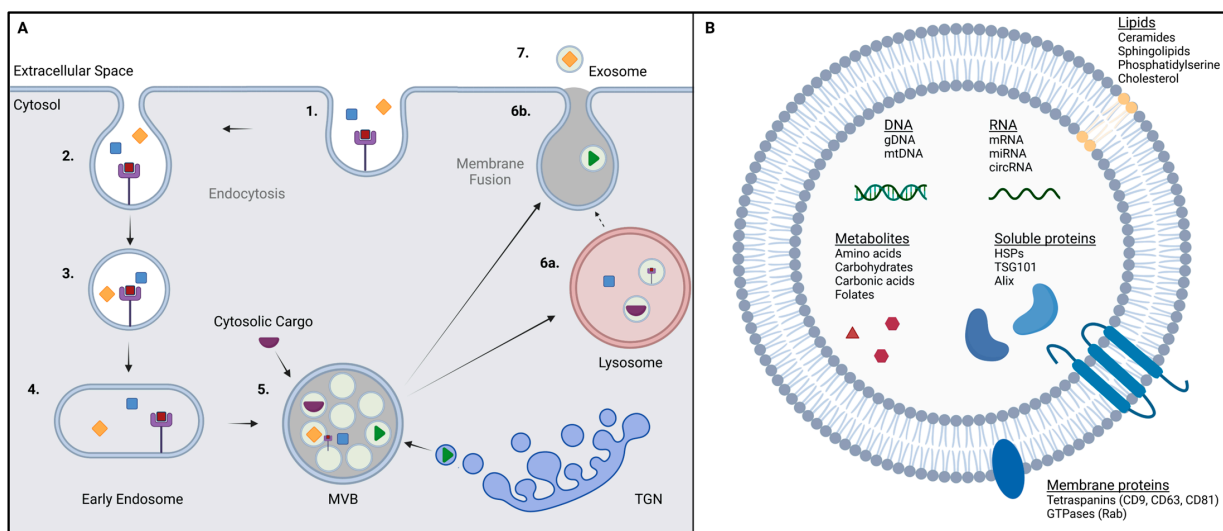 A
7.
Exosome
Extracellular Space
Cytosol
1.
6b.
2.
Membrane
Fusion
Endocytosis
3.
6a.
Cytosolic Cargo
Lysosome
4.
5.
Early Endosome
MVB
TGN
B
Lipids
Ceramides
Sphingolipids
Phosphatidylserine
Cholesterol
DNA
gDNA
mtDNA
RNA
mRNA
miRNA
circRNA
Metabolites
Amino acids
Carbohydrates
Carbonic acids
Folates
Soluble proteins
HSPs
TSG101
Alix
Membrane proteins
Tetraspanins (CD9, CD63, CD81)
GTPases (Rab)